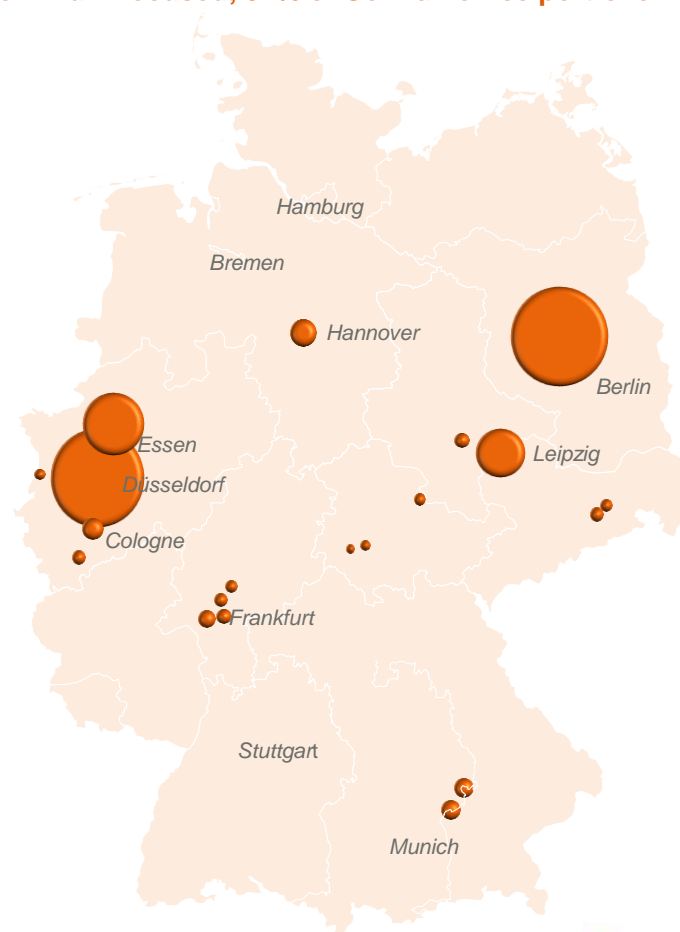 Hamburg
Bremen
Hannover
Berlin
Essen
Leipzig
Düsseldorf
Cologne
Frankfurt
Stuttgart
Munich